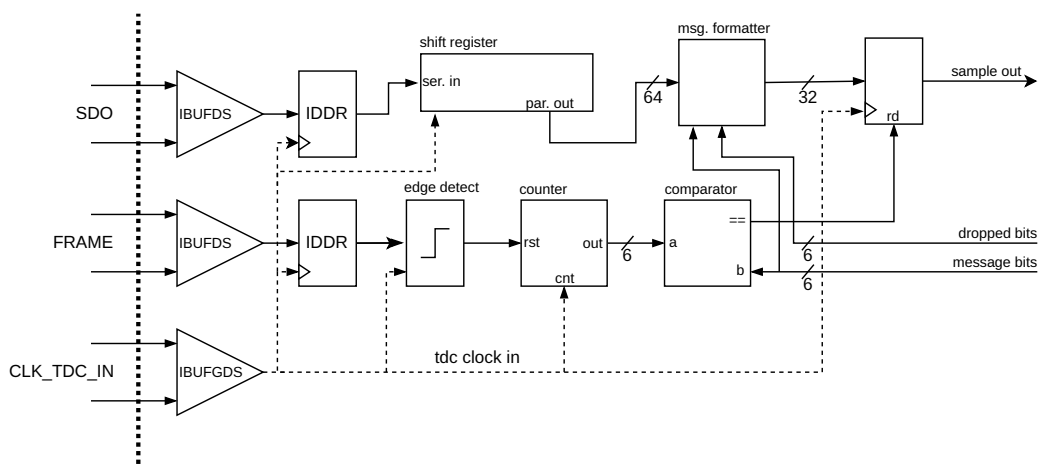 msg. formatter
shift register
sample out
ser. in
SDO
IBUFDS
IDDR
par. out
64
32
rd
edge detect
counter
comparator
==
dropped bits
FRAME
IBUFDS
IDDR
rst
out
6
a
6
message bits
b
cnt
6
tdc clock in
CLK_TDC_IN
IBUFGDS